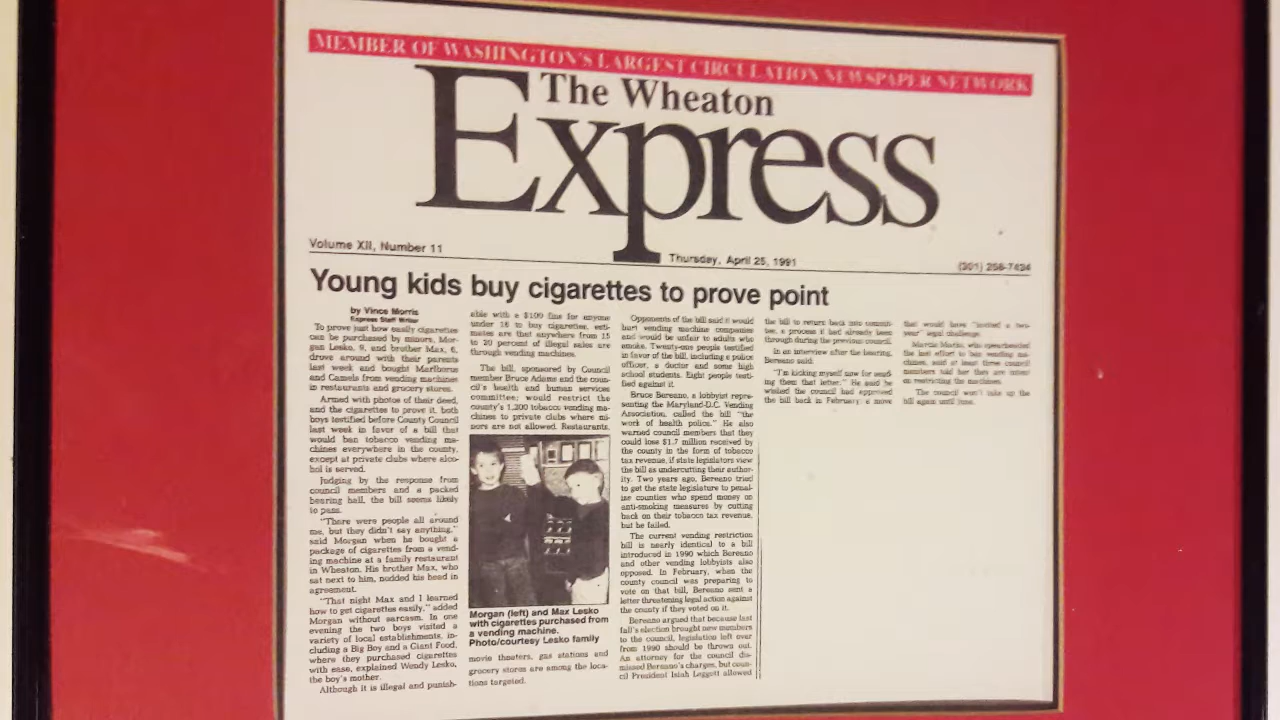 MEMBER OF WASHINGTON'S LARGEST CIRCULATION NEWSPAPER NETWORK
The Wheaton
Express
Volume XII, Number 11
Thursday, April 25, 1991
(301) 258-7434
Young kids buy cigarettes to prove point
by Vince Morris
Express Staff Writer
To prove just how easily cigarettes
can be purchased by minors, Mor-
gan Lesko, 9, and brother Max, 6,
drove around with their parents
last week and bought Marlboros
and Camels from vending machines
in restaurants and grocery stores.
Armed with photos of their deed,
and the cigarettes to prove it, both
boys testified before County Council
last week in favor of a bill that
would ban tobacco vending ma-
chines everywhere in the county,
except at private clubs where alco-
hol is served.
Judging by the response from
council members and a packed
hearing hall, the bill seems likely
to pass.
"There were people all around
me, but they didn't say anything,"
said Morgan when he bought a
package of cigarettes from a vend-
ing machine at a family restaurant
in Wheaton. His brother Max, who
sat next to him, nodded his head in
agreement.
"That night Max and I learned
how to get cigarettes easily," added
Morgan without sarcasm. In one
evening the two boys visited a
variety of local establishments, in-
cluding a Big Boy and a Giant Food,
where they purchased cigarettes
with ease, explained Wendy Lesko,
the boy's mother.
Although it is illegal and punish-
able with a $100 fine for anyone
under 18 to buy cigarettes, esti-
mates are that anywhere from 15
to 20 percent of illegal sales are
through vending machines.
The bill, sponsored by Council
member Bruce Adams and the coun-
cil's health and human services
committee, would restrict the
county's 1,200 tobacco vending ma-
chines to private clubs where mi-
nors are not allowed. Restaurants,
Morgan (left) and Max Lesko
with cigarettes purchased from
a vending machine.
Photo/courtesy Lesko family
movie theaters, gas stations and
grocery stores are among the loca-
tions targeted.
Opponents of the bill said it would
hurt vending machine companies
and would be unfair to adults who
smoke. Twenty-one people testified
in favor of the bill, including a police
officer, a doctor and some high
school students. Eight people testi-
fied against it.
Bruce Bereano, a lobbyist repre-
senting the Maryland-D.C. Vending
Association, called the bill "the
work of health police." He also
warned council members that they
could lose $1.7 million received by
the county in the form of tobacco
tax revenue, if state legislators view
the bill as undercutting their author-
ity. Two years ago, Bereano tried
to get the state legislature to penal-
ize counties who spend money on
anti-smoking measures by cutting
back on their tobacco tax revenue,
but he failed.
The current vending restriction
bill is nearly identical to a bill
introduced in 1990 which Bereano
and other vending lobbyists also
opposed. In February, when the
county council was preparing to
vote on that bill, Bereano sent a
letter threatening legal action against
the county if they voted on it.
Bereano argued that because last
fall's election brought new members
to the council, legislation left over
from 1990 should be thrown out.
An attorney for the council dis-
missed Bereano's charges, but coun-
cil President Isiah Leggett allowed
the bill to return back into commit-
tee, a process it had already been
through during the previous council.
In an interview after the hearing,
Bereano said:
"I'm kicking myself now for send-
ing them that letter." He said he
wished the council had approved
the bill back in February; a move
that would have "invited a two-
year" legal challenge.
the last effort to ban vending ma-
chines, said at least three council
members told her they are intent
on restricting the machines.
The council won't take up the
bill again until June.